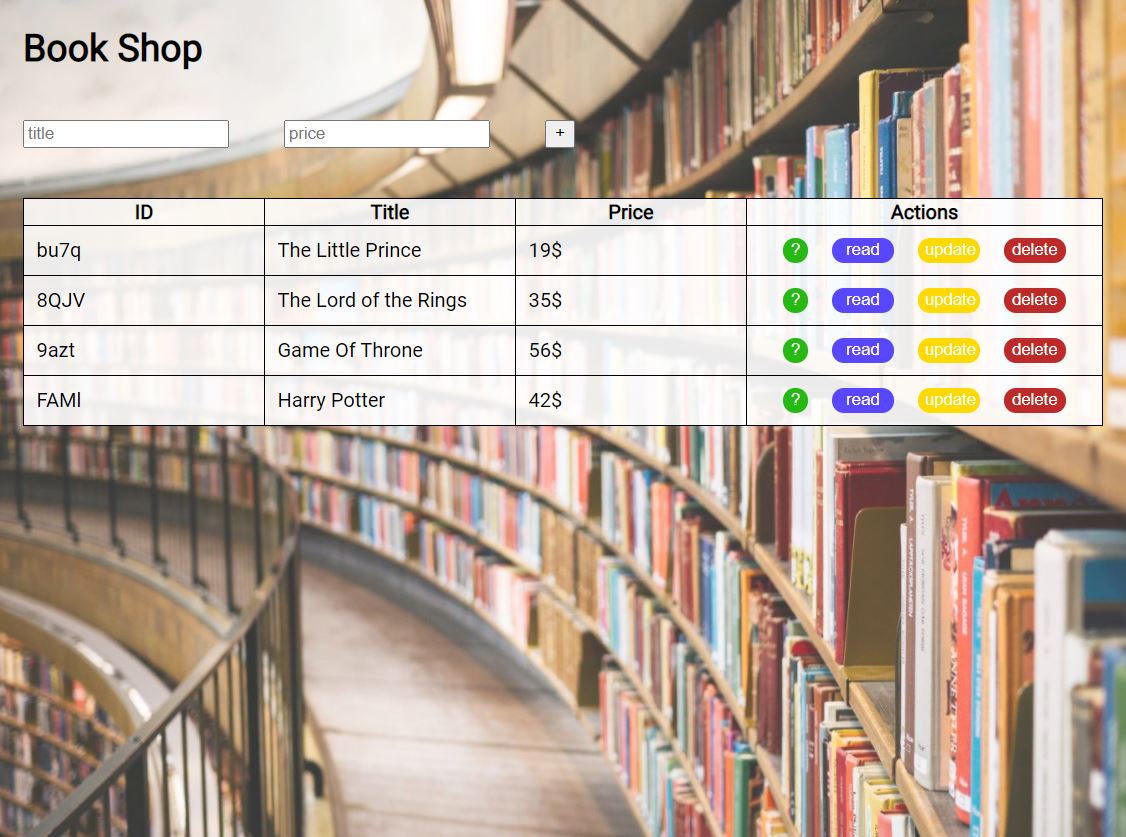 Book Shop
title price +
ID Title Price Actions
bu7q The Little Prince 19$ ? read update delete
8QJV The Lord of the Rings 35$ ? read update delete
9azt Game Of Throne 56$ ? read update delete
FAMl Harry Potter 42$ ? read update delete